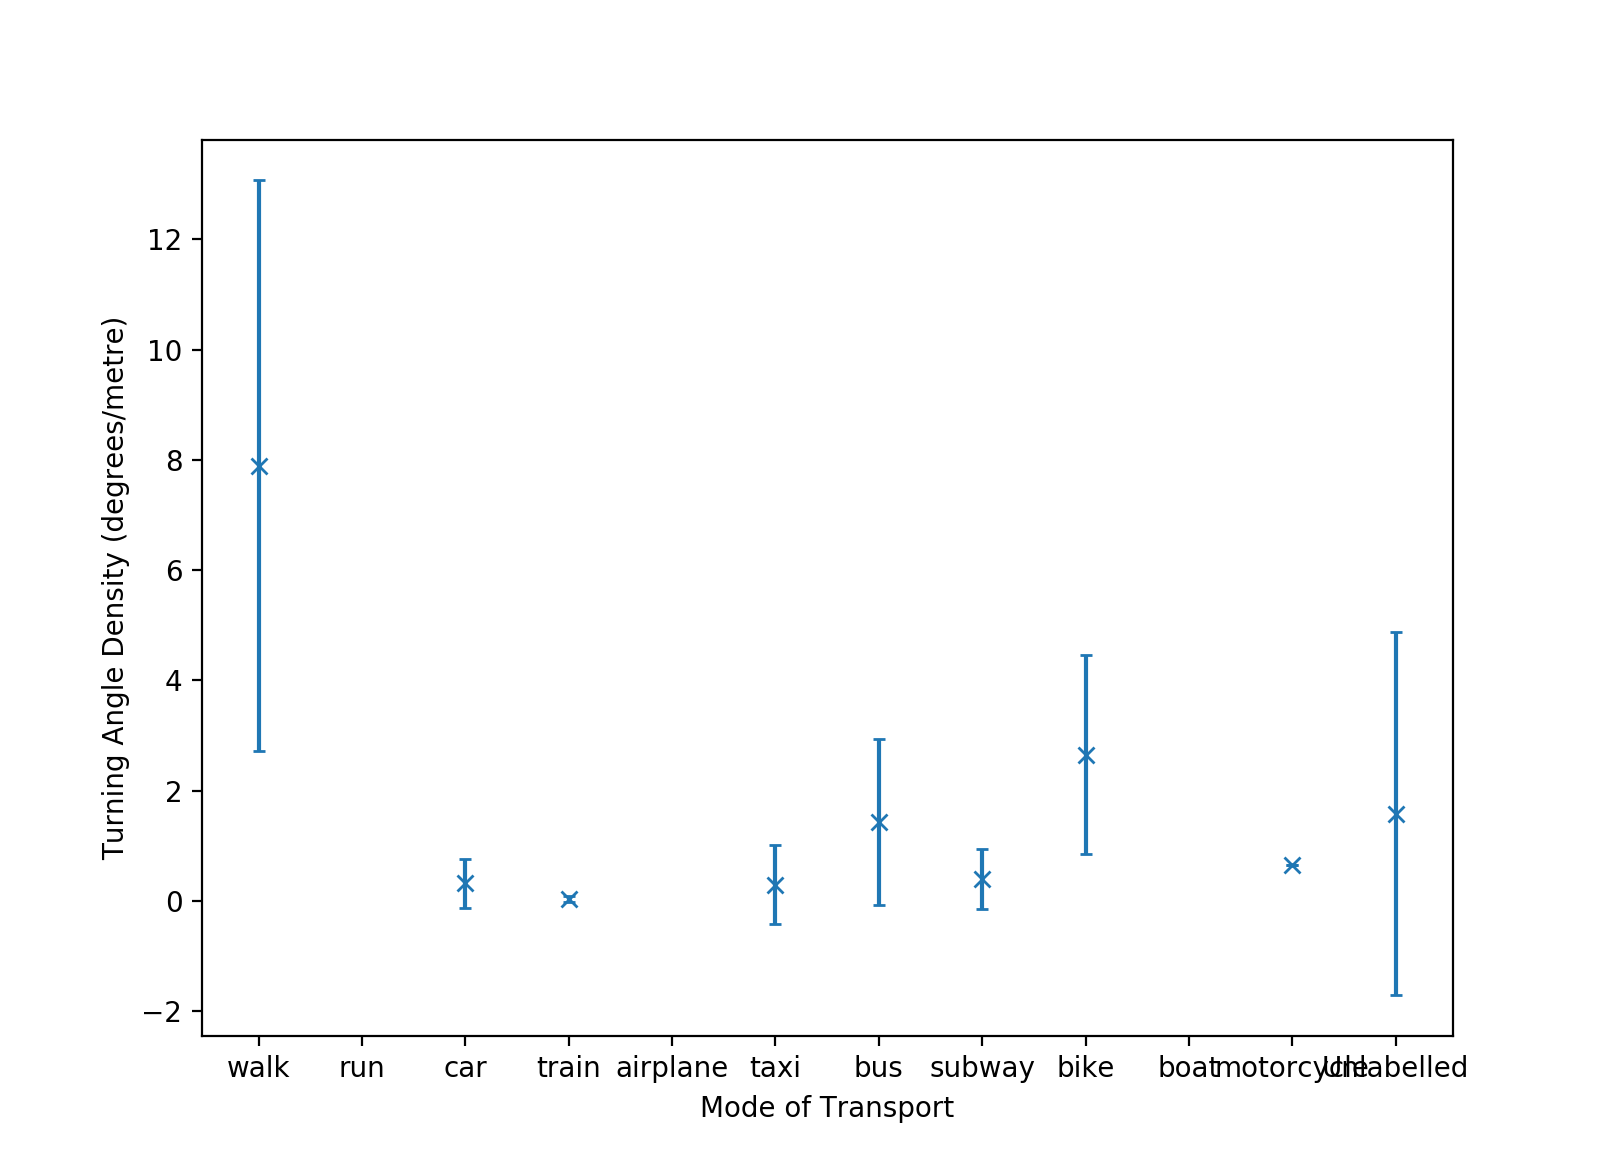 Turning Angle Density (degrees/metre)
12
10
8
6
4
2
0
−2
walk run car train airplane taxi bus subway bike boat motorcycle Unlabelled
Mode of Transport